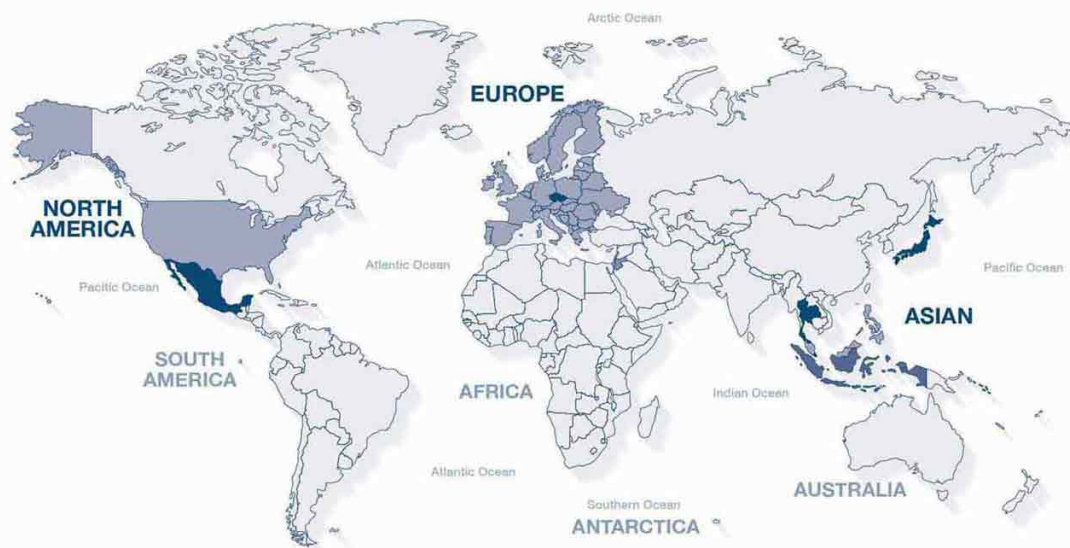 Arctic Ocean
EUROPE
NORTH
AMERICA
Atlantic Ocean
Pacific Ocean
Pacific Ocean
ASIAN
SOUTH
AMERICA
AFRICA
Indian Ocean
Atlantic Ocean
AUSTRALIA
Southern Ocean
ANTARCTICA